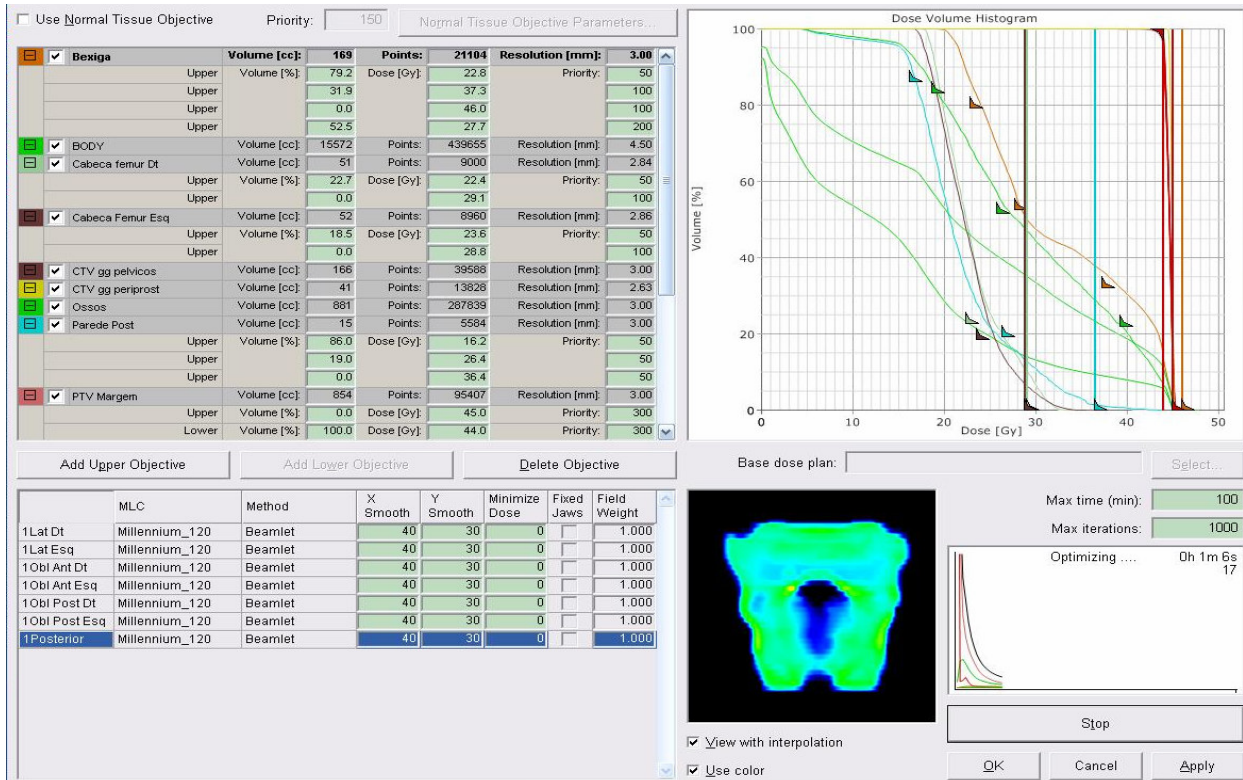 Use Normal Tissue Objective Priority: 150 Normal Tissue Objective Parameters...
Bexiga Volume [cc]: 169 Points: 21104 Resolution [mm]: 3.00
Upper Volume [%]: 79.2 Dose [Gy]: 22.8 Priority: 50
Upper 31.9 37.3 100
Upper 0.0 46.0 100
Upper 52.5 27.7 200
BODY Volume [cc]: 15572 Points: 439655 Resolution [mm]: 4.50
Cabeca femur Dt Volume [cc]: 51 Points: 9000 Resolution [mm]: 2.84
Upper Volume [%]: 22.7 Dose [Gy]: 22.4 Priority: 50
Upper 0.0 29.1 100
Cabeca Femur Esq Volume [cc]: 52 Points: 8960 Resolution [mm]: 2.86
Upper Volume [%]: 18.5 Dose [Gy]: 23.6 Priority: 50
Upper 0.0 28.8 100
CTV gg pelvicos Volume [cc]: 166 Points: 39588 Resolution [mm]: 3.00
CTV gg periprost Volume [cc]: 41 Points: 13828 Resolution [mm]: 2.63
Ossos Volume [cc]: 881 Points: 287839 Resolution [mm]: 3.00
Parede Post Volume [cc]: 15 Points: 5584 Resolution [mm]: 3.00
Upper Volume [%]: 86.0 Dose [Gy]: 16.2 Priority: 50
Upper 19.0 26.4 50
Upper 0.0 36.4 50
PTV Margem Volume [cc]: 854 Points: 95407 Resolution [mm]: 3.00
Upper Volume [%]: 0.0 Dose [Gy]: 45.0 Priority: 300
Lower Volume [%]: 100.0 Dose [Gy]: 44.0 Priority: 300
Dose Volume Histogram
100
80
60
40
20
0
Volume [%]
0 10 20 30 40 50
Dose [Gy]
Add Upper Objective Add Lower Objective Delete Objective
Base dose plan: Select...
MLC Method X Smooth Y Smooth Minimize Dose Fixed Jaws Field Weight
1Lat Dt Millennium_120 Beamlet 40 30 0 1.000
1Lat Esq Millennium_120 Beamlet 40 30 0 1.000
1Obl Ant Dt Millennium_120 Beamlet 40 30 0 1.000
1Obl Ant Esq Millennium_120 Beamlet 40 30 0 1.000
1Obl Post Dt Millennium_120 Beamlet 40 30 0 1.000
1Obl Post Esq Millennium_120 Beamlet 40 30 0 1.000
1Posterior Millennium_120 Beamlet 40 30 0 1.000
Max time (min): 100
Max iterations: 1000
Optimizing .... 0h 1m 6s
17
Stop
View with interpolation
Use color
OK Cancel Apply